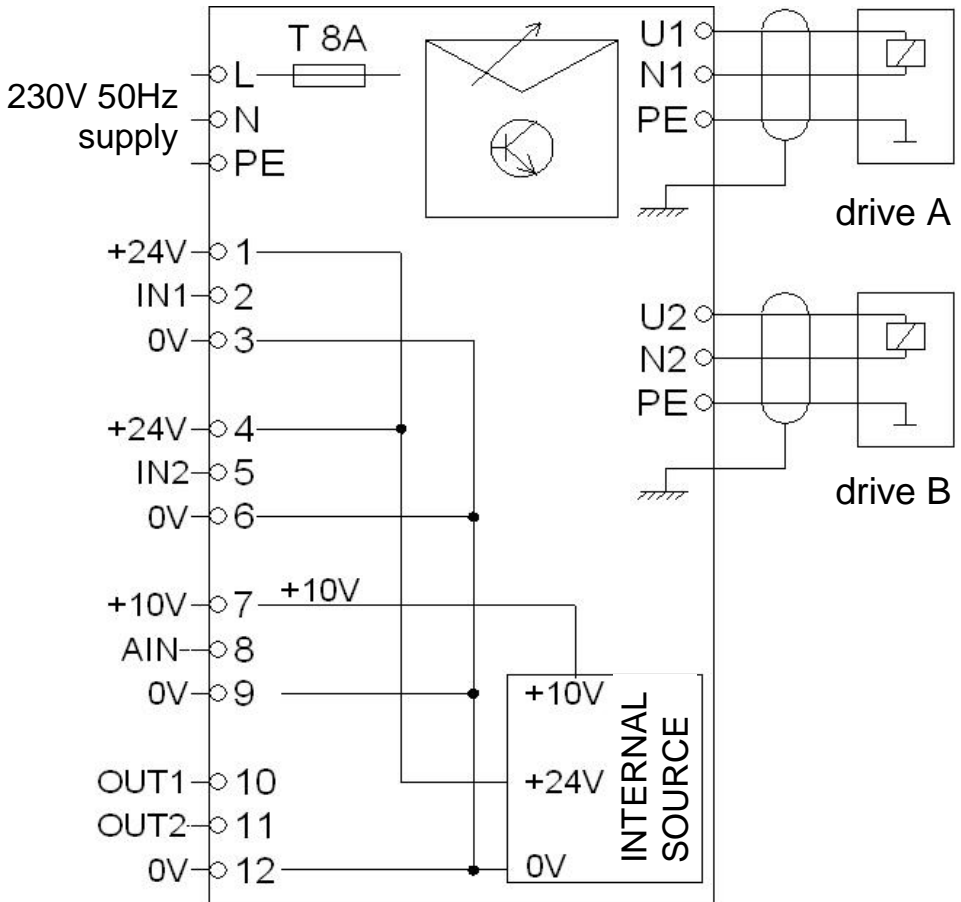 T 8A
230V 50Hz
supply
L
N
PE
U1
N1
PE
drive A
+24V 1
IN1 2
0V 3
+24V 4
IN2 5
0V 6
U2
N2
PE
drive B
+10V 7 +10V
AIN 8
0V 9
OUT1 10
OUT2 11
0V 12
+10V
+24V
0V
INTERNAL
SOURCE